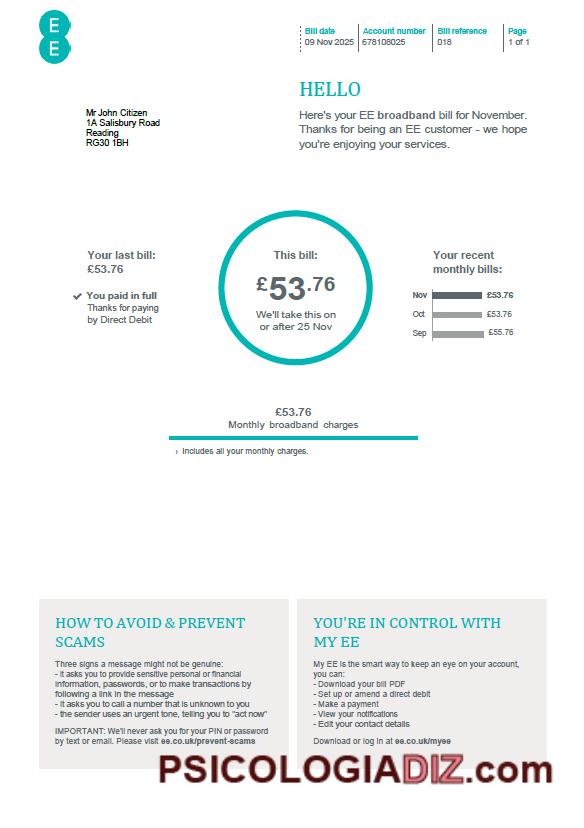 E
E
Bill date Account number Bill reference Page
09 Nov 2025 678108025 018 1 of 1
HELLO
Mr John Citizen
1A Salisbury Road
Reading
RG30 1BH
Here's your EE broadband bill for November.
Thanks for being an EE customer - we hope
you're enjoying your services.
Your last bill:
£53.76
You paid in full
Thanks for paying
by Direct Debit
This bill:
£53.76
We'll take this on
or after 25 Nov
Your recent
monthly bills:
Nov £53.76
Oct £53.76
Sep £55.76
£53.76
Monthly broadband charges
› Includes all your monthly charges.
HOW TO AVOID & PREVENT
SCAMS
Three signs a message might not be genuine:
- it asks you to provide sensitive personal or financial
information, passwords, or to make transactions by
following a link in the message
- it asks you to call a number that is unknown to you
- the sender uses an urgent tone, telling you to "act now"
IMPORTANT: We'll never ask you for your PIN or password
by text or email. Please visit ee.co.uk/prevent-scams
YOU'RE IN CONTROL WITH
MY EE
My EE is the smart way to keep an eye on your account,
you can:
- Download your bill PDF
- Set up or amend a direct debit
- Make a payment
- View your notifications
- Edit your contact details
Download or log in at ee.co.uk/myee
PSICOLOGIADIZ.com